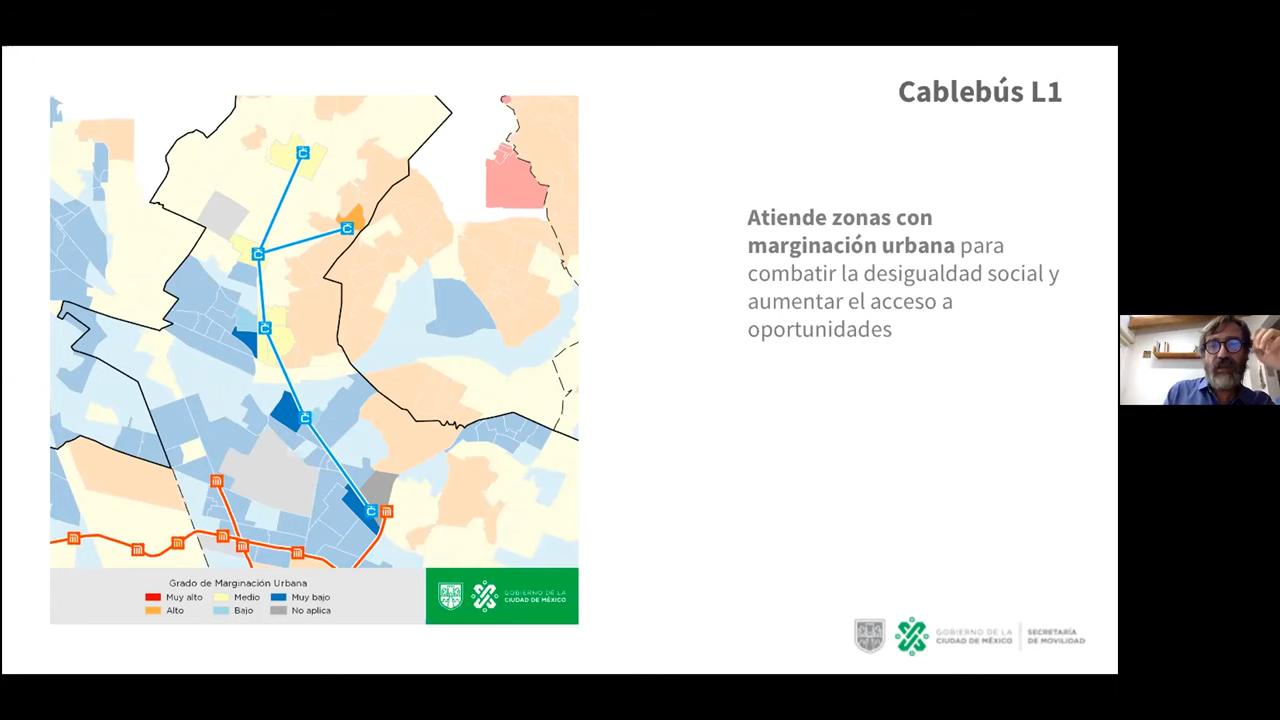 Cablebús L1
Atiende zonas con
marginación urbana para
combatir la desigualdad social y
aumentar el acceso a
oportunidades
Grado de Marginación Urbana
Muy alto
Medio
Muy bajo
Alto
Bajo
No aplica
GOBIERNO DE LA
CIUDAD DE MÉXICO
GOBIERNO DE LA
CIUDAD DE MÉXICO
SECRETARÍA
DE MOVILIDAD